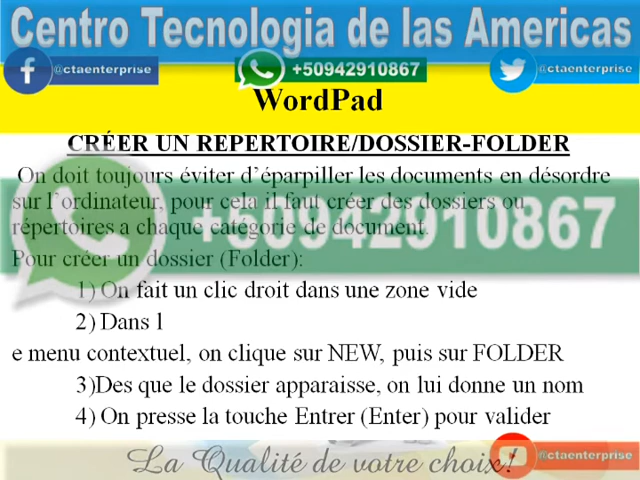 Centro Tecnologia de las Americas
@ctaenterprise
+50942910867
@ctaenterprise
WordPad
CRÉER UN REPERTOIRE/DOSSIER-FOLDER
On doit toujours éviter d’éparpiller les documents en désordre
sur l’ordinateur, pour cela il faut créer des dossiers ou
répertoires a chaque catégorie de document.
+50942910867
Pour créer un dossier (Folder):
1) On fait un clic droit dans une zone vide
2) Dans l
e menu contextuel, on clique sur NEW, puis sur FOLDER
3)Des que le dossier apparaisse, on lui donne un nom
4) On presse la touche Entrer (Enter) pour valider
La Qualité de votre choix!
@ctaenterprise